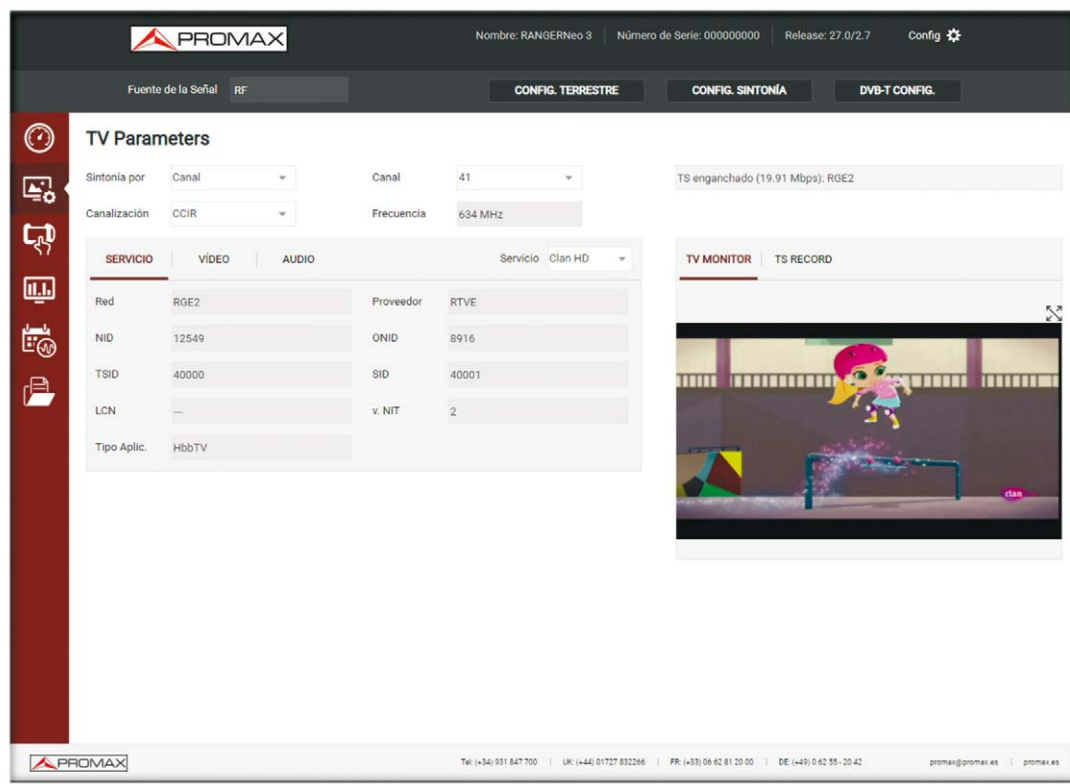 PROMAX
Nombre: RANGERNeo 3
Número de Serie: 000000000
Release: 27.0/2.7
Config
Fuente de la Señal
RF
CONFIG. TERRESTRE
CONFIG. SINTONÍA
DVB-T CONFIG.
TV Parameters
Sintonía por
Canal
Canal
41
TS enganchado (19.91 Mbps): RGE2
Canalización
CCIR
Frecuencia
634 MHz
SERVICIO
VÍDEO
AUDIO
Servicio
Clan HD
TV MONITOR
TS RECORD
Red
RGE2
Proveedor
RTVE
NID
12549
ONID
8916
TSID
40000
SID
40001
LCN
---
v. NIT
2
Tipo Aplic.
HbbTV
clan
PROMAX
Tel: (+34) 931 847 700
UK: (+44) 01727 832266
FR: (+33) 06 62 81 20 00
DE: (+49) 0 62 55 - 20 42
promax@promax.es
promax.es